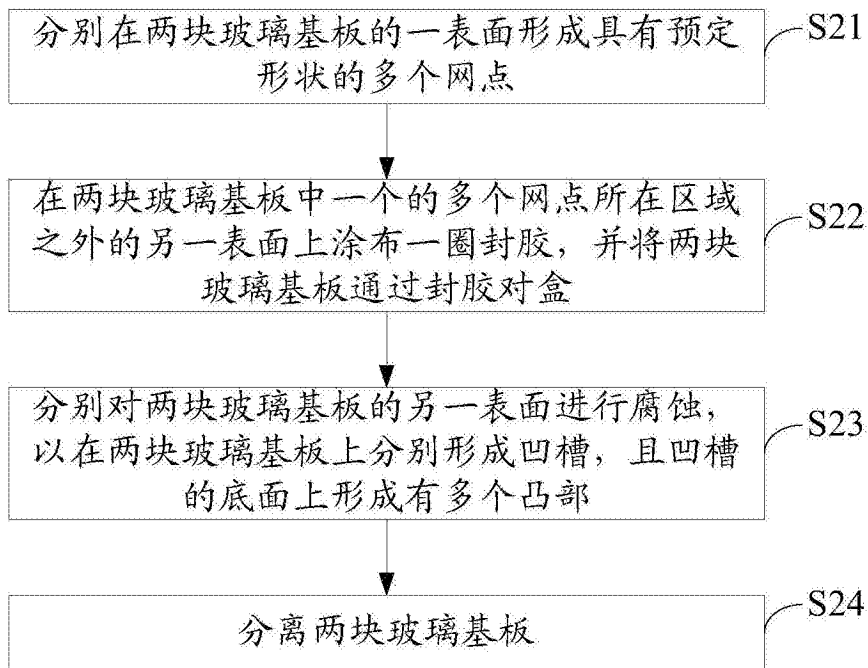 分别在两块玻璃基板的一表面形成具有预定
形状的多个网点
S21
在两块玻璃基板中一个的多个网点所在区域
之外的另一表面上涂布一圈封胶，并将两块
玻璃基板通过封胶对盒
S22
分别对两块玻璃基板的另一表面进行腐蚀，
以在两块玻璃基板上分别形成凹槽，且凹槽
的底面上形成有多个凸部
S23
分离两块玻璃基板
S24